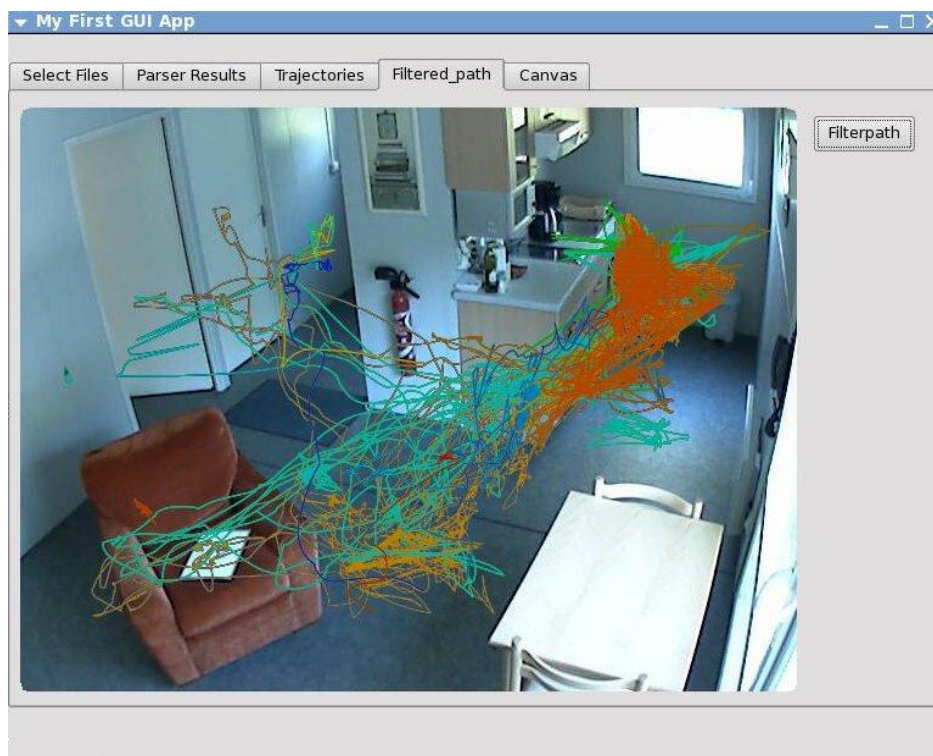 My First GUI App
Select Files Parser Results Trajectories Filtered_path Canvas
Filterpath